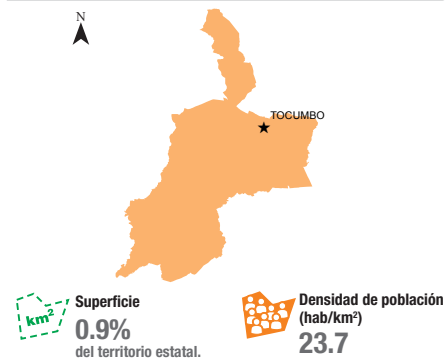 N
TOCUMBO
km²
Superficie
0.9%
del territorio estatal.
Densidad de población
(hab/km²)
23.7